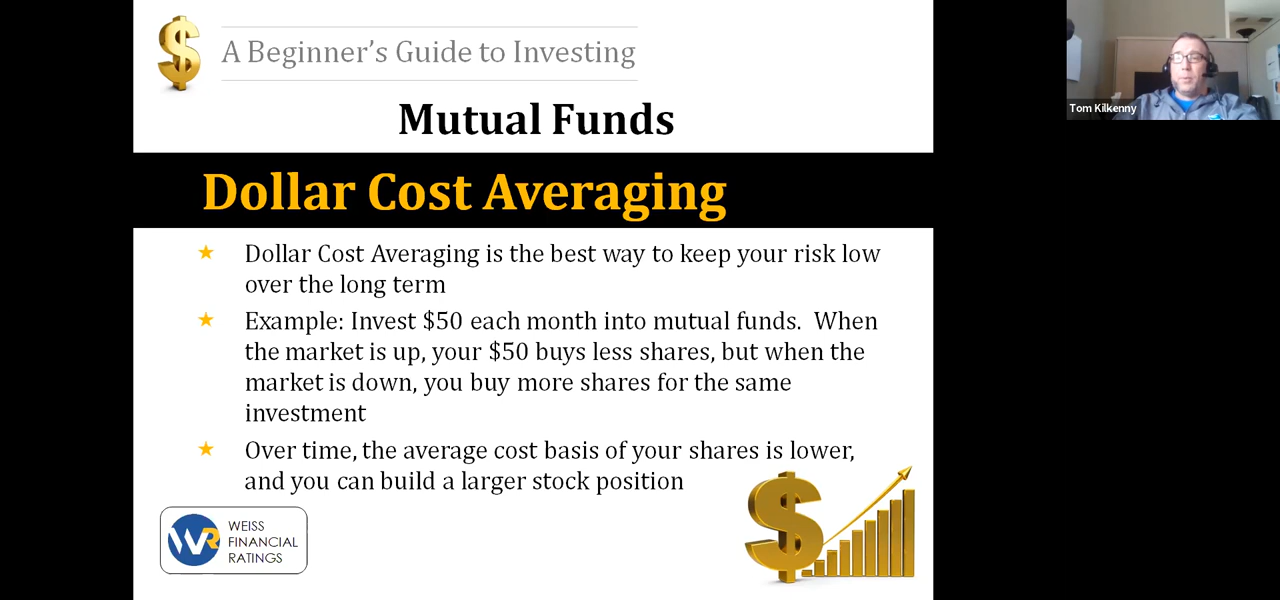 A Beginner's Guide to Investing
Mutual Funds
Dollar Cost Averaging
Dollar Cost Averaging is the best way to keep your risk low
over the long term
Example: Invest $50 each month into mutual funds.  When
the market is up, your $50 buys less shares, but when the
market is down, you buy more shares for the same
investment
Over time, the average cost basis of your shares is lower,
and you can build a larger stock position
WR
WEISS
FINANCIAL
RATINGS
Tom Kilkenny